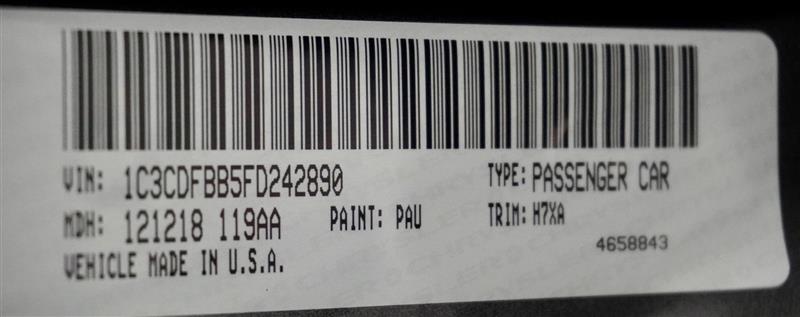 VIN: 1C3CDFBB5FD242890 TYPE: PASSENGER CAR
MDH: 121218 119AA PAINT: PAU TRIM: H7XA
VEHICLE MADE IN U.S.A. 4658843